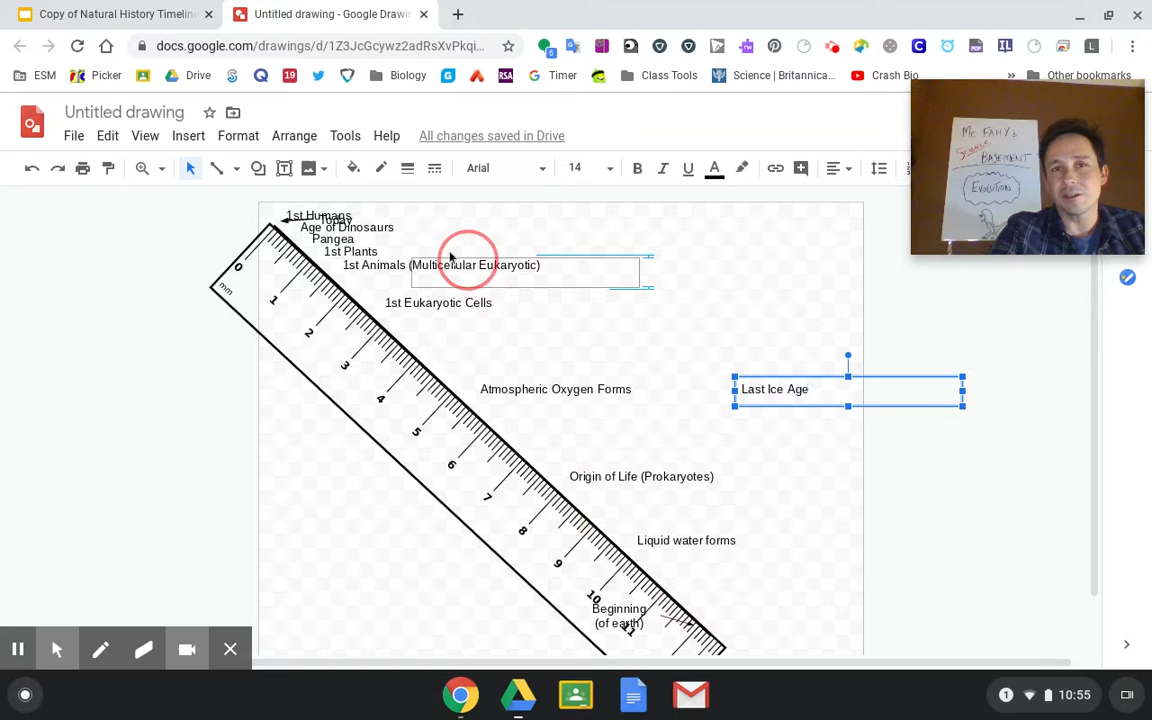 Copy of Natural History Timeline
Untitled drawing - Google Drawin
docs.google.com/drawings/d/1Z3JcGcywz2adRsXvPkqi...
ESM
Picker
Drive
19
Biology
RSA
Timer
Class Tools
Science | Britannica...
Crash Bio
Other bookmarks
Untitled drawing
File Edit View Insert Format Arrange Tools Help All changes saved in Drive
Arial
14
B I U A
Mr FAHY's
Science
BASEMENT
EVOLUTION
1st Humans
Today
Age of Dinosaurs
Pangea
1st Plants
1st Animals (Multicellular Eukaryotic)
1st Eukaryotic Cells
Atmospheric Oxygen Forms
Last Ice Age
Origin of Life (Prokaryotes)
Liquid water forms
Beginning
(of earth)
0
mm
1
2
3
4
5
6
7
8
9
10
11
1
10:55